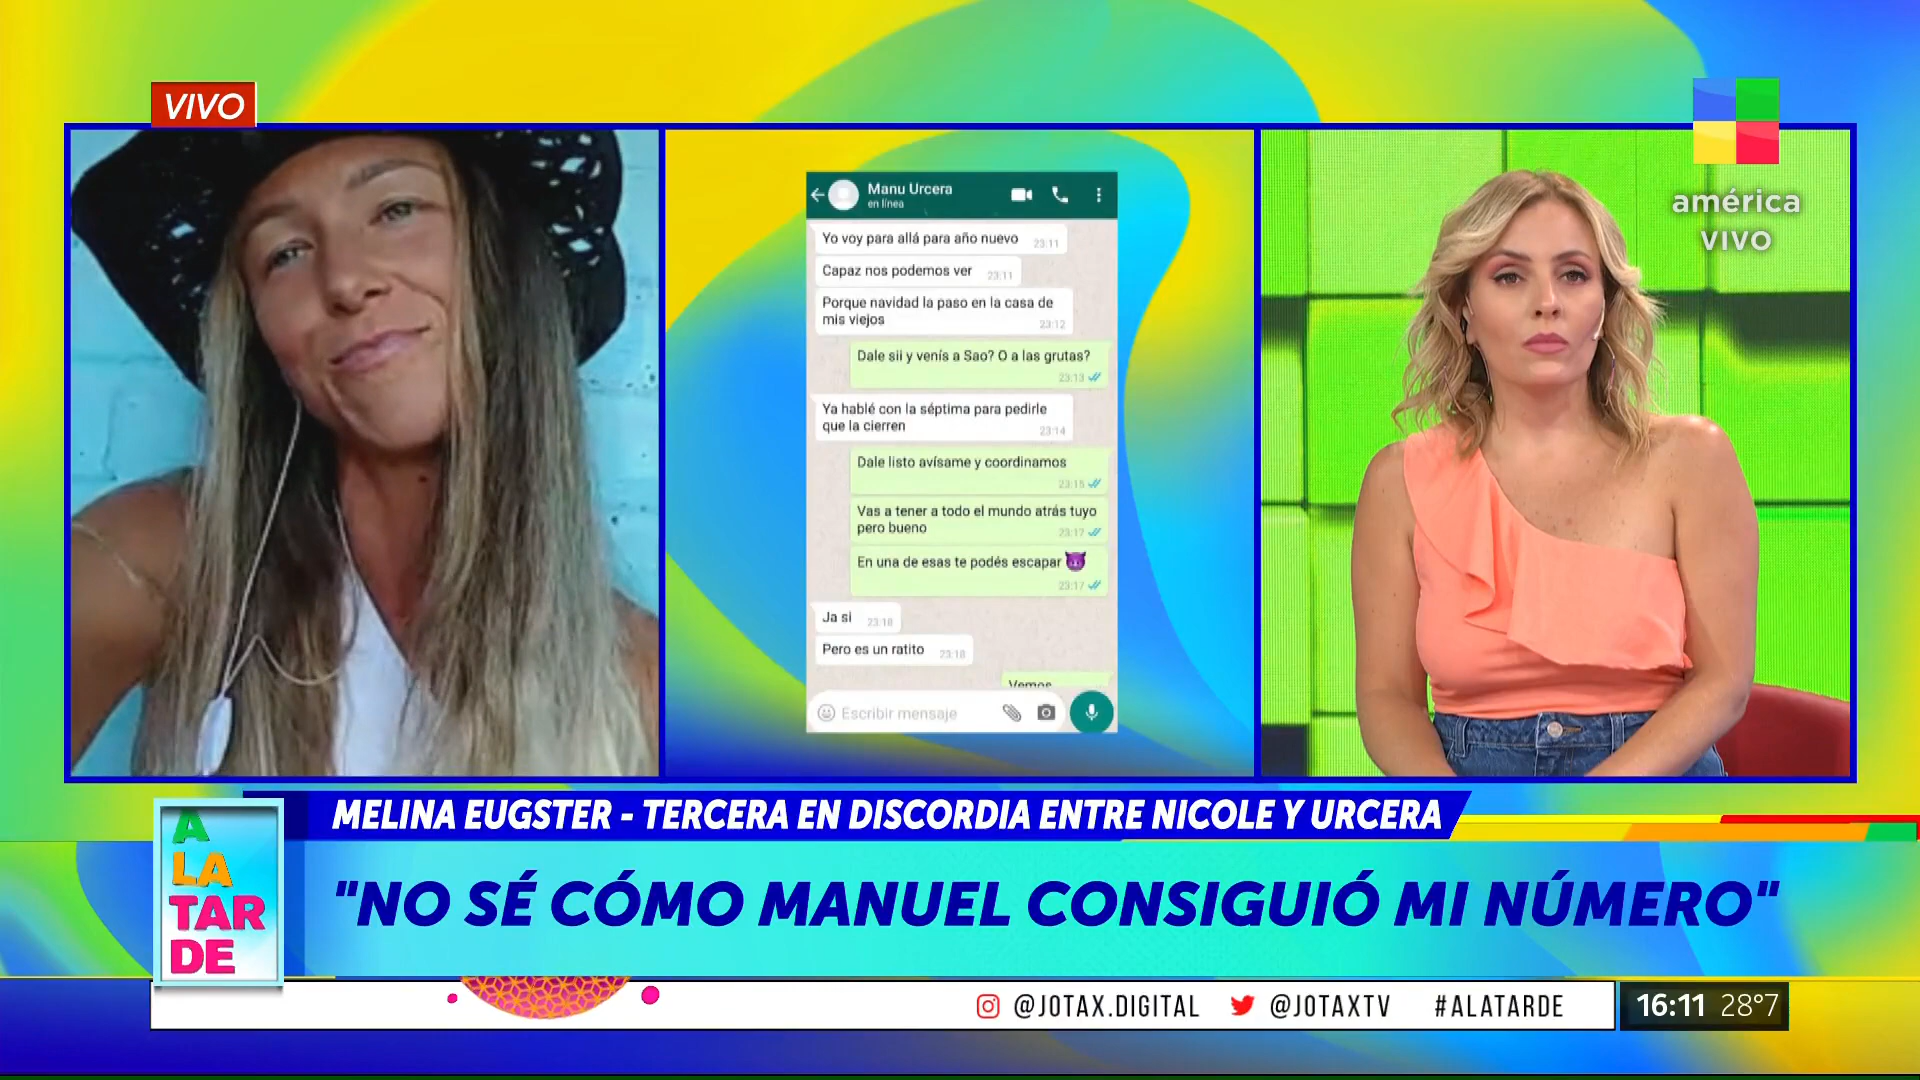 VIVO
américa
VIVO
Manu Urcera
en línea
Yo voy para allá para año nuevo 23:11
Capaz nos podemos ver 23:11
Porque navidad la paso en la casa de
mis viejos
23:12
Dale sii y venís a Sao? O a las grutas?
23:13
Ya hablé con la séptima para pedirle
que la cierren
23:14
Dale listo avísame y coordinamos
23:15
Vas a tener a todo el mundo atrás tuyo
pero bueno
23:17
En una de esas te podés escapar 😈
23:17
Ja si 23:18
Pero es un ratito 23:18
Vemos
Escribir mensaje
MELINA EUGSTER - TERCERA EN DISCORDIA ENTRE NICOLE Y URCERA
A
LA
TAR
DE
"NO SÉ CÓMO MANUEL CONSIGUIÓ MI NÚMERO"
@JOTAX.DIGITAL @JOTAXTV #ALATARDE
16:11 28°7